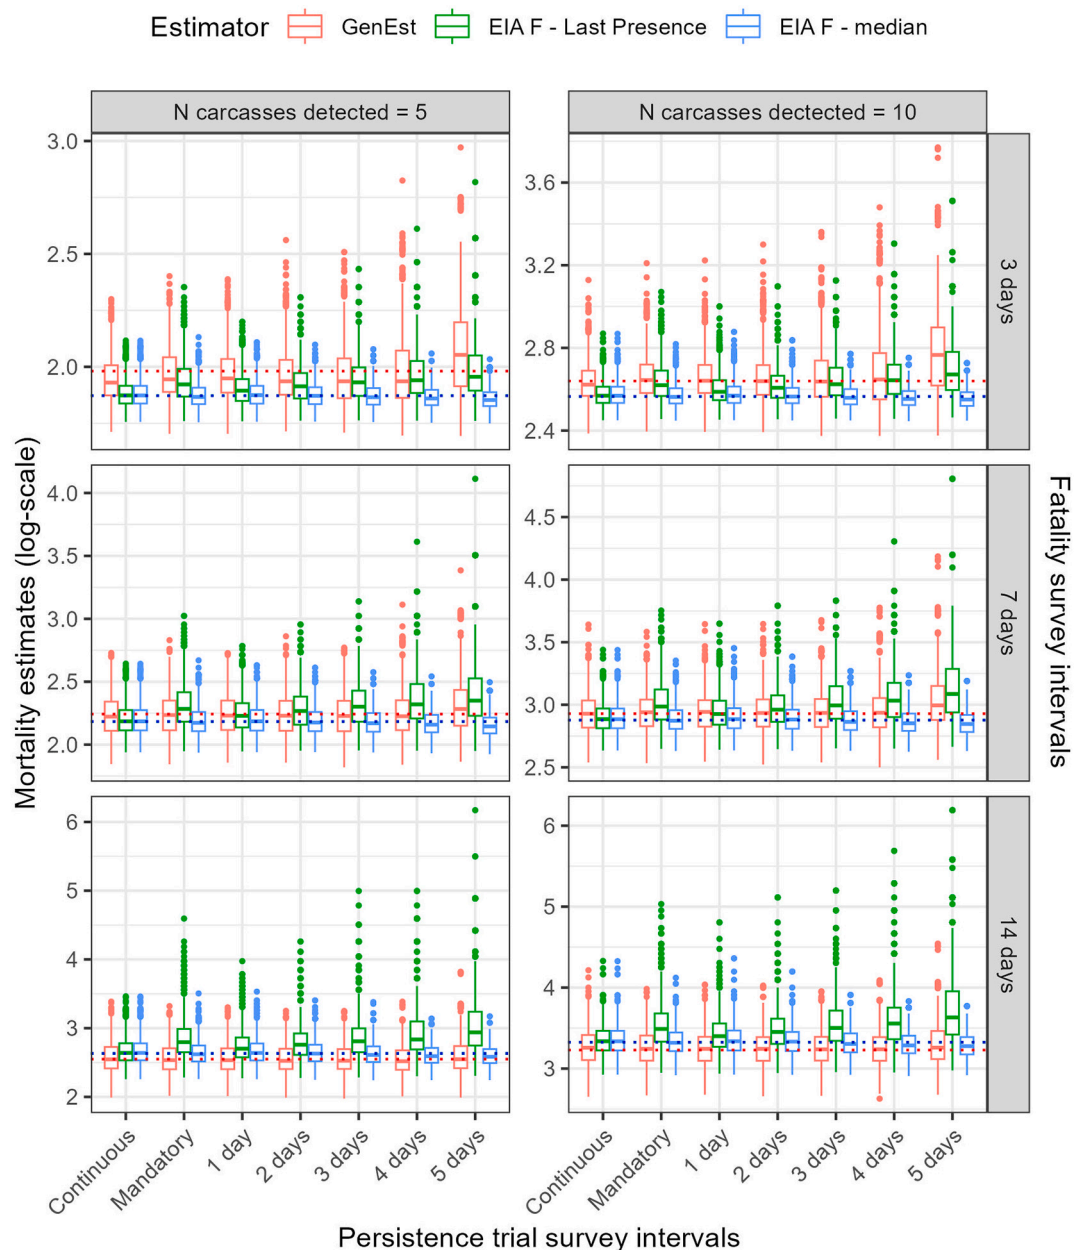 Estimator GenEst EIA F - Last Presence EIA F - median
N carcasses detected = 5
N carcasses dectected = 10
3.0
2.5
2.0
3.6
3.2
2.8
2.4
3 days
4.0
3.5
3.0
2.5
2.0
4.5
4.0
3.5
3.0
2.5
7 days
6
5
4
3
2
6
5
4
3
14 days
Mortality estimates (log-scale)
Fatality survey intervals
Continuous
Mandatory
1 day
2 days
3 days
4 days
5 days
Continuous
Mandatory
1 day
2 days
3 days
4 days
5 days
Persistence trial survey intervals